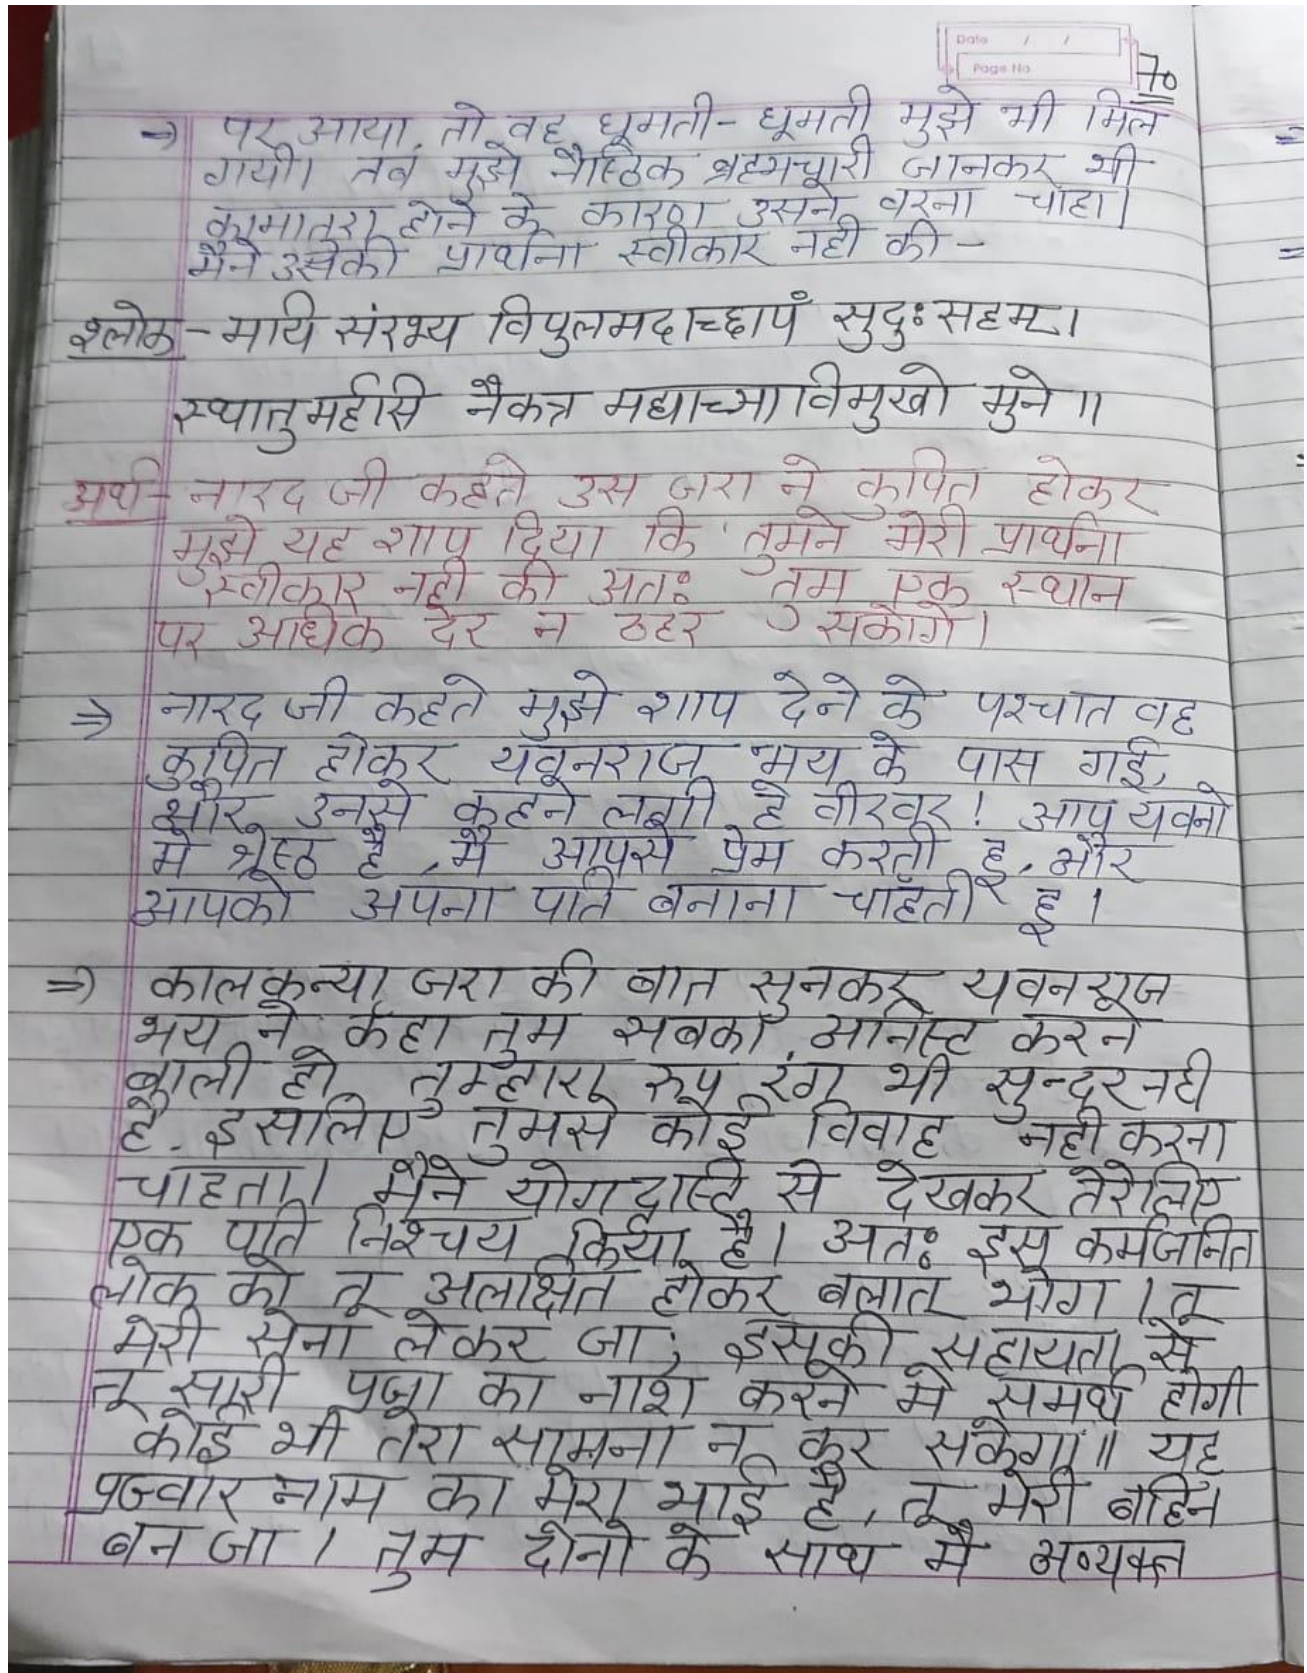 Date / /
Page No
70
⇒ पर आया, तो वह घूमती-घूमती मुझे भी मिल
गयी। तव मुझे नैष्ठिक ब्रह्मचारी जानकर भी
कामातुरा होने के कारण उसने वरना चाहा।
मैंने उसकी प्रार्थना स्वीकार नही की -
श्लोक - मयि संरभ्य विपुलमदाच्छापं सुदुःसहम्।
स्थातुमर्हसि नैकत्र मद्याच्ञाविमुखो मुने॥
अर्थ - नारद जी कहते उस जरा ने कुपित होकर
मुझे यह शाप दिया कि 'तुमने मेरी प्रार्थना
स्वीकार नही की अतः तुम एक स्थान
पर अधिक देर न ठहर सकोगे।
⇒ नारद जी कहते मुझे शाप देने के पश्चात वह
कुपित होकर यवनराज भय के पास गई,
और उनसे कहने लगी हे वीरवर! आप यवनो
मे श्रेष्ठ है, मै आपसे प्रेम करती हू, और
आपको अपना पति बनाना चाहती हू।
⇒ कालकन्या जरा की बात सुनकर यवनराज
भय ने कहा तुम सबका अनिष्ट करने
बाली हो, तुम्हारा रुप रंग भी सुन्दर नही
है, इसलिए तुमसे कोई विवाह नही करना
चाहता। मैने योगदृष्टि से देखकर तेरे लिए
एक पति निश्चय किया है। अतः इस कर्मजनित
लोक को तू अलक्षित होकर बलात् भोग। तू
मेरी सेना लेकर जा; इसकी सहायता से
तू सारी प्रजा का नाश करने मे समर्थ होगी
कोई भी तेरा सामना न कर सकेगा॥ यह
प्रज्वार नाम का मेरा भाई है, तू मेरी बहिन
बन जा। तुम दोनो के साथ मै अव्यक्त